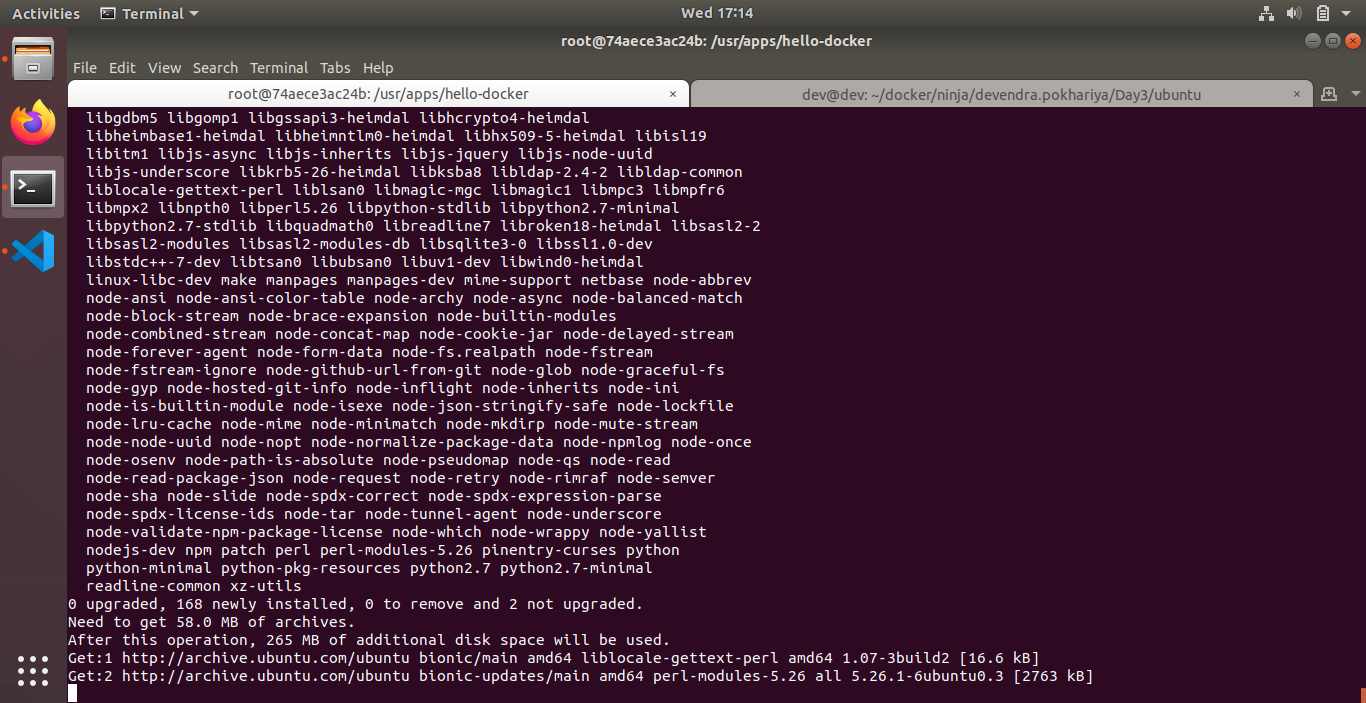 Activities Terminal Wed 17:14
root@74aece3ac24b: /usr/apps/hello-docker
File Edit View Search Terminal Tabs Help
root@74aece3ac24b: /usr/apps/hello-docker × dev@dev: ~/docker/ninja/devendra.pokhariya/Day3/ubuntu ×
libgdbm5 libgomp1 libgssapi3-heimdal libhcrypto4-heimdal
libheimbase1-heimdal libheimntlm0-heimdal libhx509-5-heimdal libisl19
libitm1 libjs-async libjs-inherits libjs-jquery libjs-node-uuid
libjs-underscore libkrb5-26-heimdal libksba8 libldap-2.4-2 libldap-common
liblocale-gettext-perl liblsan0 libmagic-mgc libmagic1 libmpc3 libmpfr6
libmpx2 libnpth0 libperl5.26 libpython-stdlib libpython2.7-minimal
libpython2.7-stdlib libquadmath0 libreadline7 libroken18-heimdal libsasl2-2
libsasl2-modules libsasl2-modules-db libsqlite3-0 libssl1.0-dev
libstdc++-7-dev libtsan0 libubsan0 libuv1-dev libwind0-heimdal
linux-libc-dev make manpages manpages-dev mime-support netbase node-abbrev
node-ansi node-ansi-color-table node-archy node-async node-balanced-match
node-block-stream node-brace-expansion node-builtin-modules
node-combined-stream node-concat-map node-cookie-jar node-delayed-stream
node-forever-agent node-form-data node-fs.realpath node-fstream
node-fstream-ignore node-github-url-from-git node-glob node-graceful-fs
node-gyp node-hosted-git-info node-inflight node-inherits node-ini
node-is-builtin-module node-isexe node-json-stringify-safe node-lockfile
node-lru-cache node-mime node-minimatch node-mkdirp node-mute-stream
node-node-uuid node-nopt node-normalize-package-data node-npmlog node-once
node-osenv node-path-is-absolute node-pseudomap node-qs node-read
node-read-package-json node-request node-retry node-rimraf node-semver
node-sha node-slide node-spdx-correct node-spdx-expression-parse
node-spdx-license-ids node-tar node-tunnel-agent node-underscore
node-validate-npm-package-license node-which node-wrappy node-yallist
nodejs-dev npm patch perl perl-modules-5.26 pinentry-curses python
python-minimal python-pkg-resources python2.7 python2.7-minimal
readline-common xz-utils
0 upgraded, 168 newly installed, 0 to remove and 2 not upgraded.
Need to get 58.0 MB of archives.
After this operation, 265 MB of additional disk space will be used.
Get:1 http://archive.ubuntu.com/ubuntu bionic/main amd64 liblocale-gettext-perl amd64 1.07-3build2 [16.6 kB]
Get:2 http://archive.ubuntu.com/ubuntu bionic-updates/main amd64 perl-modules-5.26 all 5.26.1-6ubuntu0.3 [2763 kB]